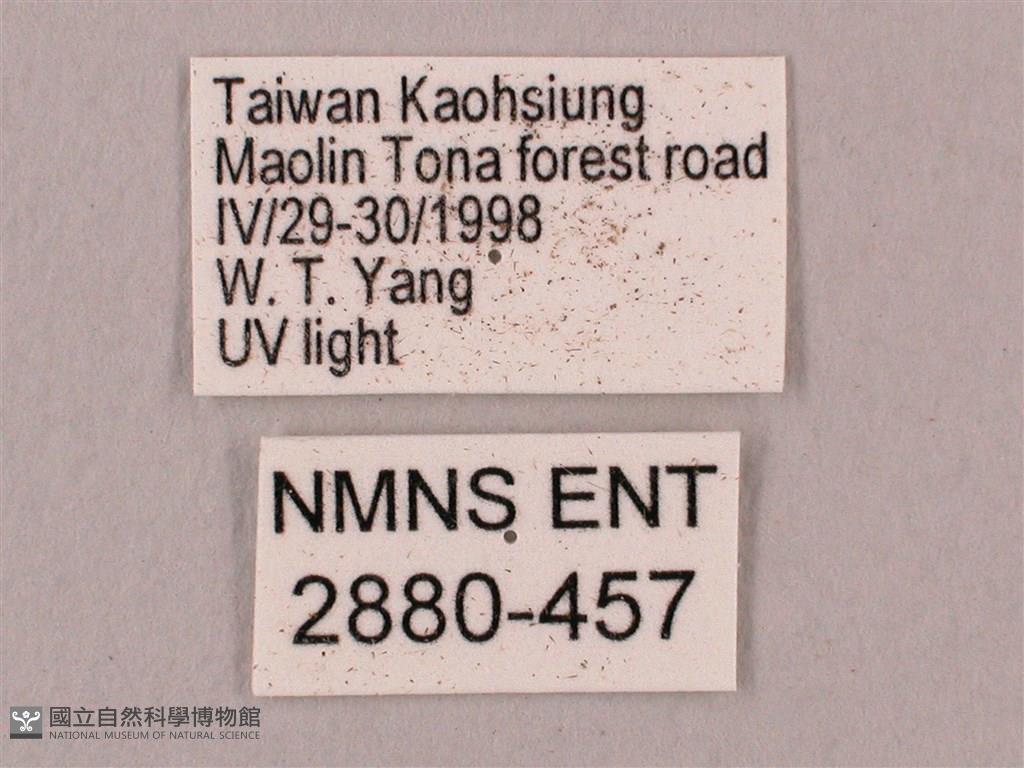 Taiwan Kaohsiung
Maolin Tona forest road
IV/29-30/1998
W. T. Yang
UV light
NMNS ENT
2880-457
國立自然科學博物館
NATIONAL MUSEUM OF NATURAL SCIENCE